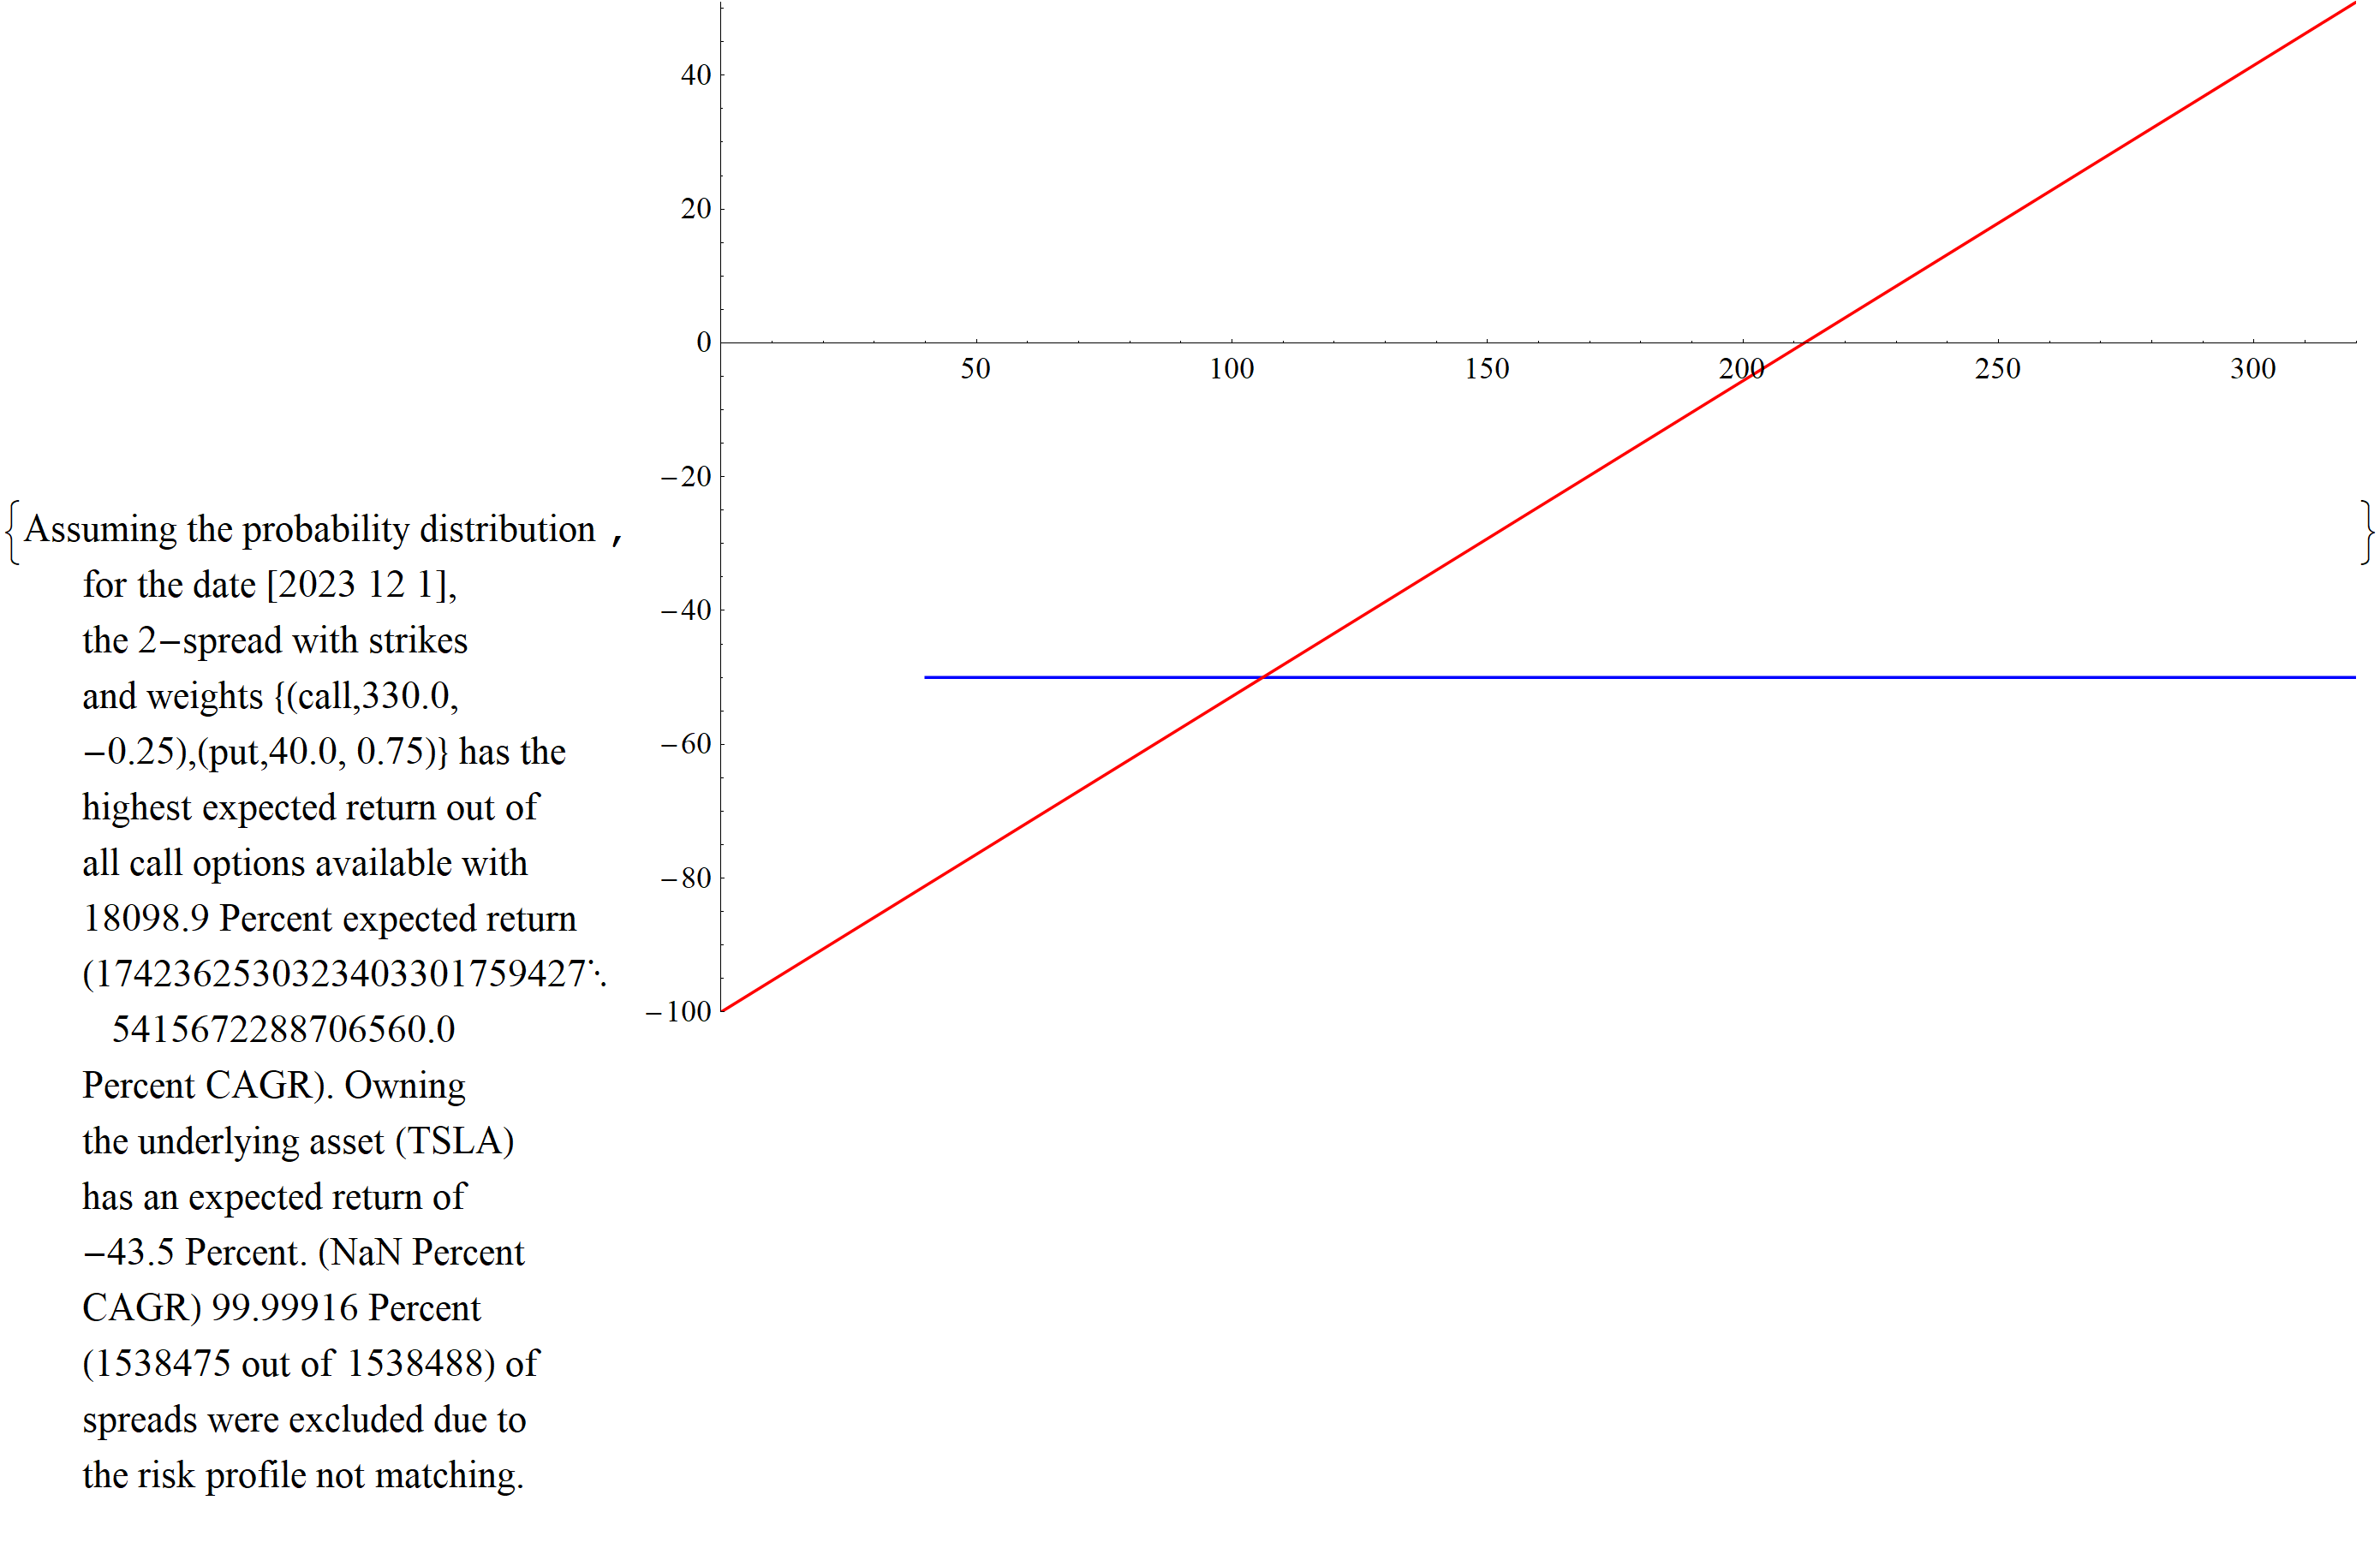 {Assuming the probability distribution ,
for the date [2023 12 1],
the 2−spread with strikes
and weights {(call,330.0,
−0.25),(put,40.0, 0.75)} has the
highest expected return out of
all call options available with
18098.9 Percent expected return
(1742362530323403301759427⋱
5415672288706560.0
Percent CAGR). Owning
the underlying asset (TSLA)
has an expected return of
−43.5 Percent. (NaN Percent
CAGR) 99.99916 Percent
(1538475 out of 1538488) of
spreads were excluded due to
the risk profile not matching.
40
20
0
50 100 150 200 250 300
−20
−40
−60
−80
−100
}